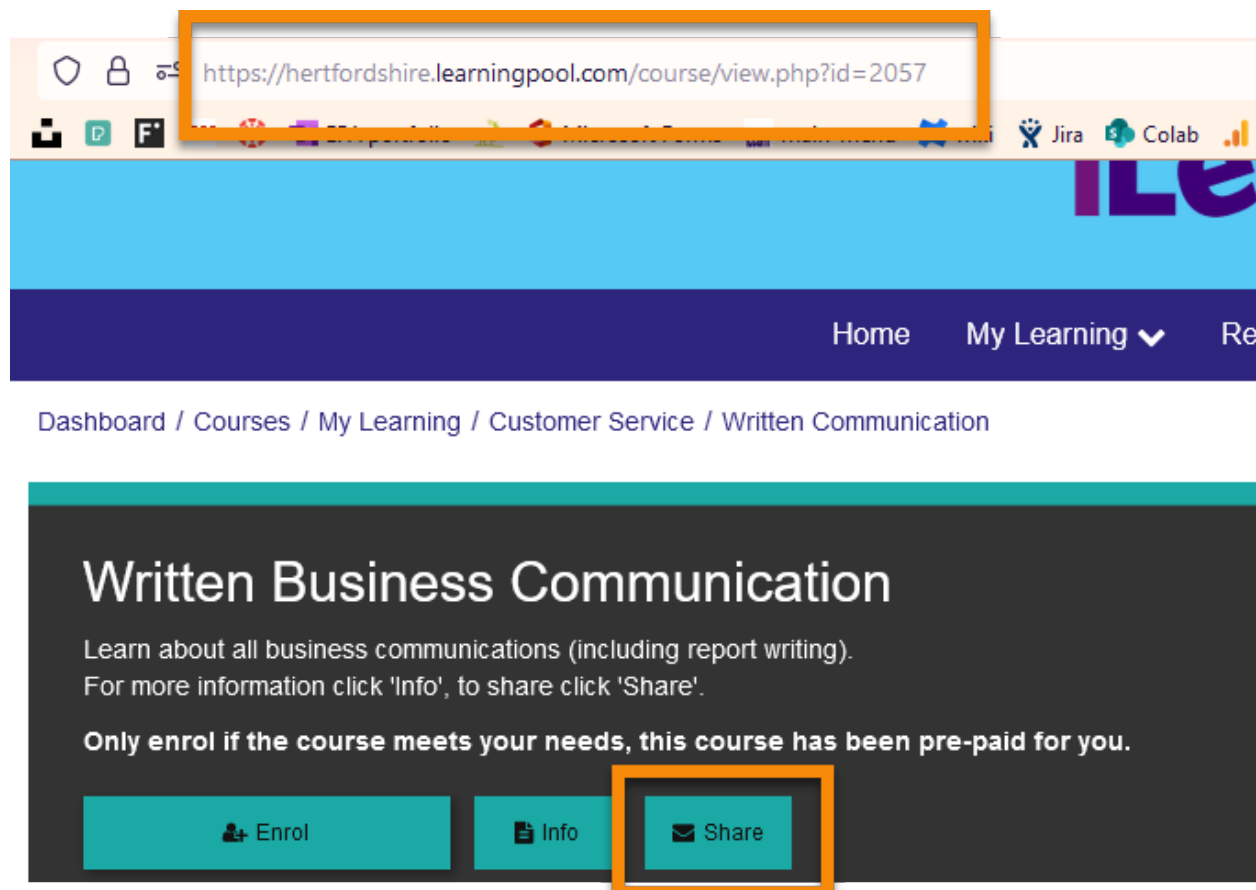 https://hertfordshire.learningpool.com/course/view.php?id=2057
Jira Colab
iLe
Home My Learning Re
Dashboard / Courses / My Learning / Customer Service / Written Communication
Written Business Communication
Learn about all business communications (including report writing).
For more information click 'Info', to share click 'Share'.
Only enrol if the course meets your needs, this course has been pre-paid for you.
Enrol Info Share